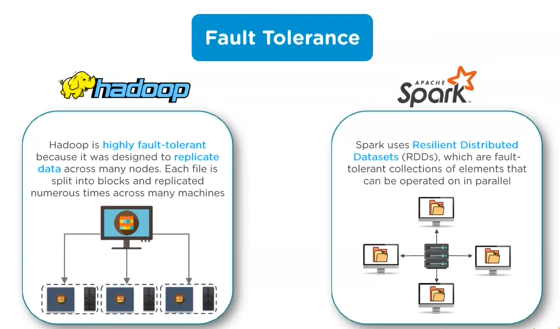 Fault Tolerance
hadoop
APACHE
Spark
Hadoop is highly fault-tolerant
because it was designed to replicate
data across many nodes. Each file is
split into blocks and replicated
numerous times across many machines
Spark uses Resilient Distributed
Datasets (RDDs), which are fault-
tolerant collections of elements that
can be operated on in parallel